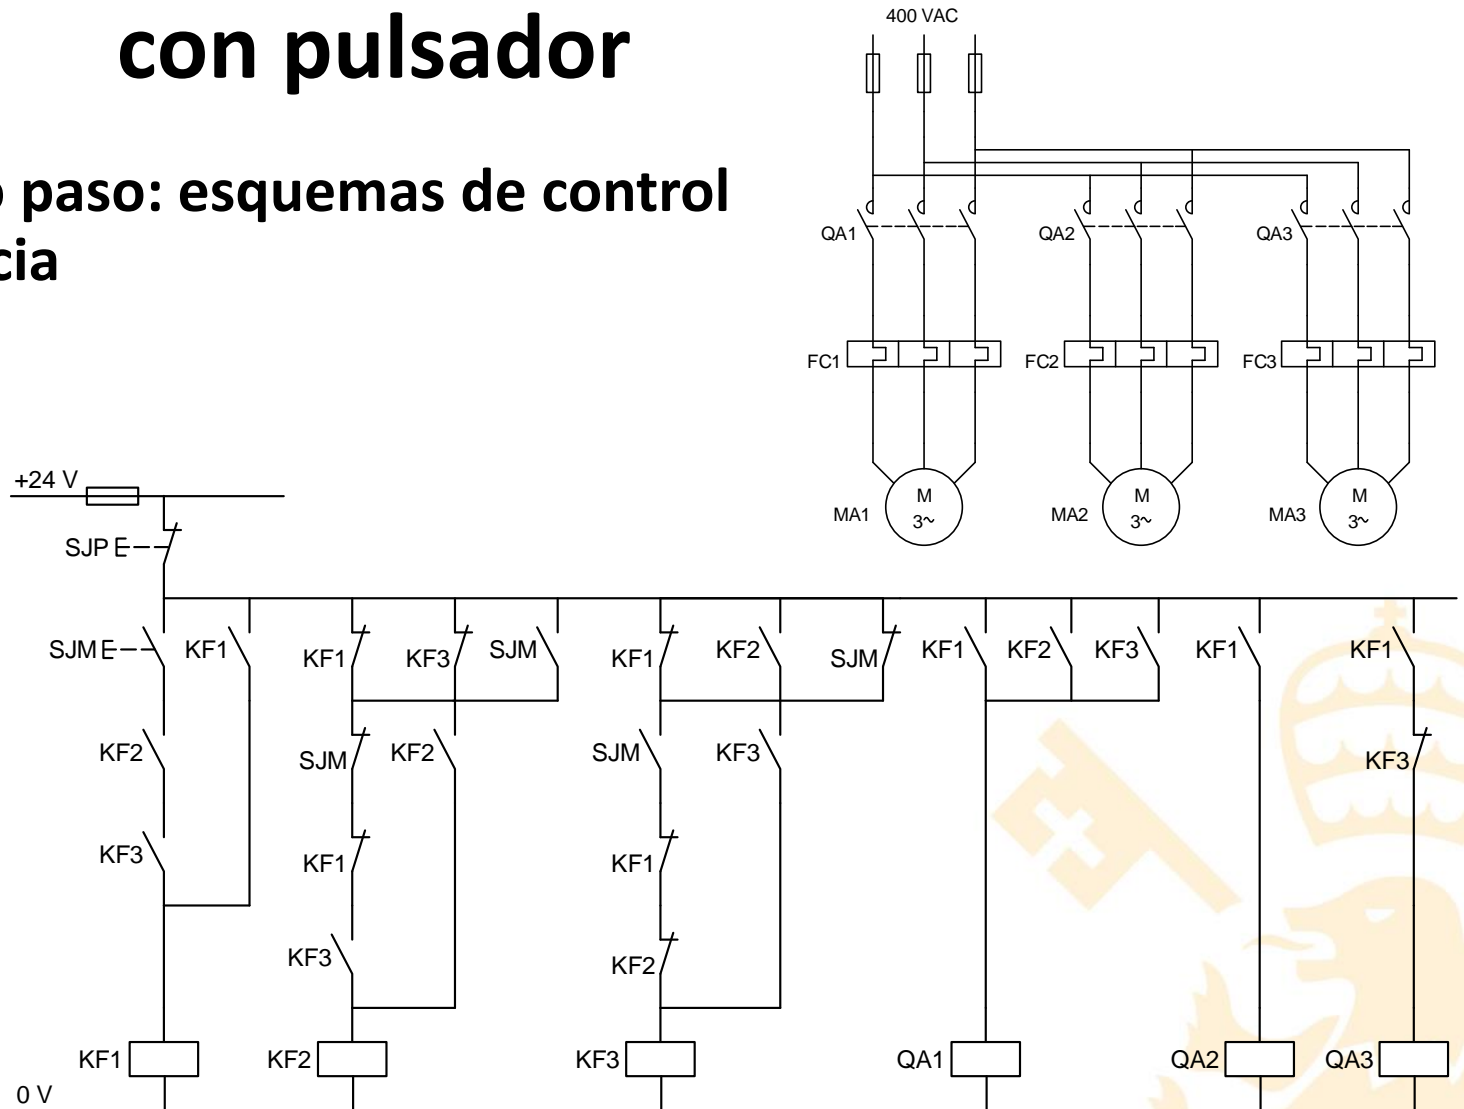 con pulsador
o paso: esquemas de control
cia
400 VAC
QA1 QA2 QA3
FC1 FC2 FC3
M M M
MA1 3~ MA2 3~ MA3 3~
+24 V
SJP
SJM KF1 KF1 KF3 SJM KF1 KF2 SJM KF1 KF2 KF3 KF1 KF1
KF2 SJM KF2 SJM KF3 KF3
KF3 KF1 KF1
KF3 KF2
KF1 KF2 KF3 QA1 QA2 QA3
0 V